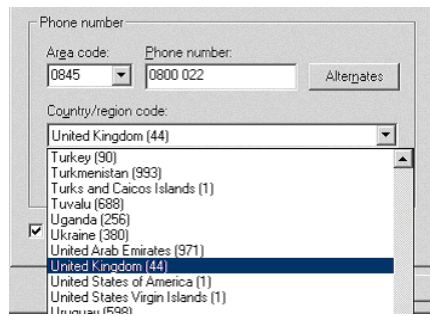 Phone number
Area code: Phone number:
0845 0800 022 Alternates
Country/region code:
United Kingdom (44)
Turkey (90)
Turkmenistan (993)
Turks and Caicos Islands (1)
Tuvalu (688)
Uganda (256)
Ukraine (380)
United Arab Emirates (971)
United Kingdom (44)
United States of America (1)
United States Virgin Islands (1)
Uruguay (598)